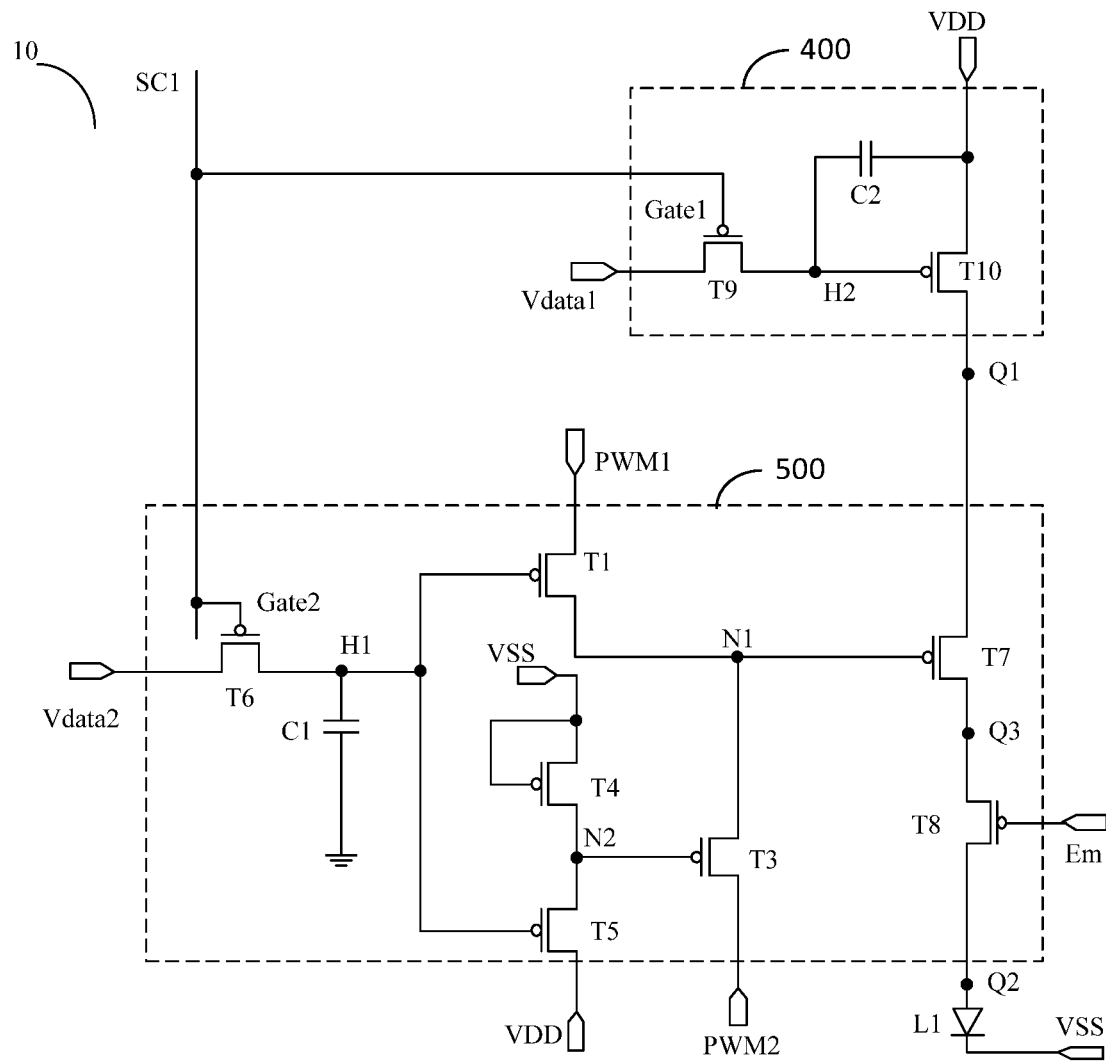 10
SC1
400
VDD
C2
Gate1
T10
T9
H2
Vdata1
Q1
PWM1
500
T1
Gate2
H1
N1
VSS
T7
T6
Vdata2
C1
Q3
T4
T8
N2
T3
Em
T5
Q2
L1
VSS
VDD
PWM2